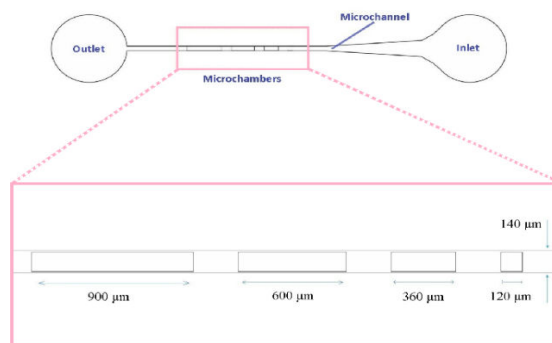 Microchannel
Outlet
Inlet
Microchambers
140 μm
900 μm
600 μm
360 μm
120 μm